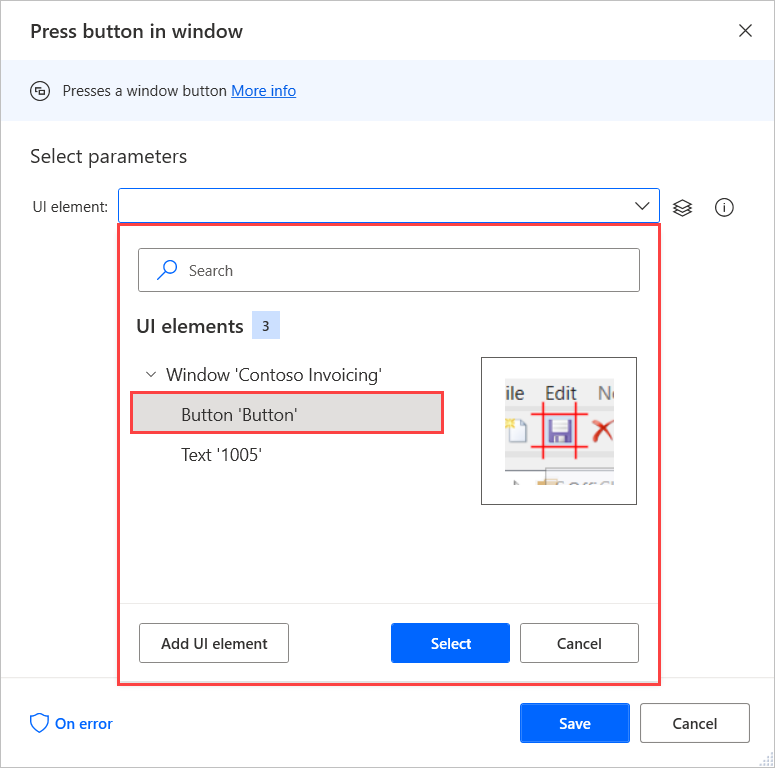 Press button in window
Presses a window button More info
Select parameters
UI element:
Search
UI elements 3
Window 'Contoso Invoicing'
Button 'Button'
Text '1005'
Edit
Add UI element Select Cancel
On error Save Cancel